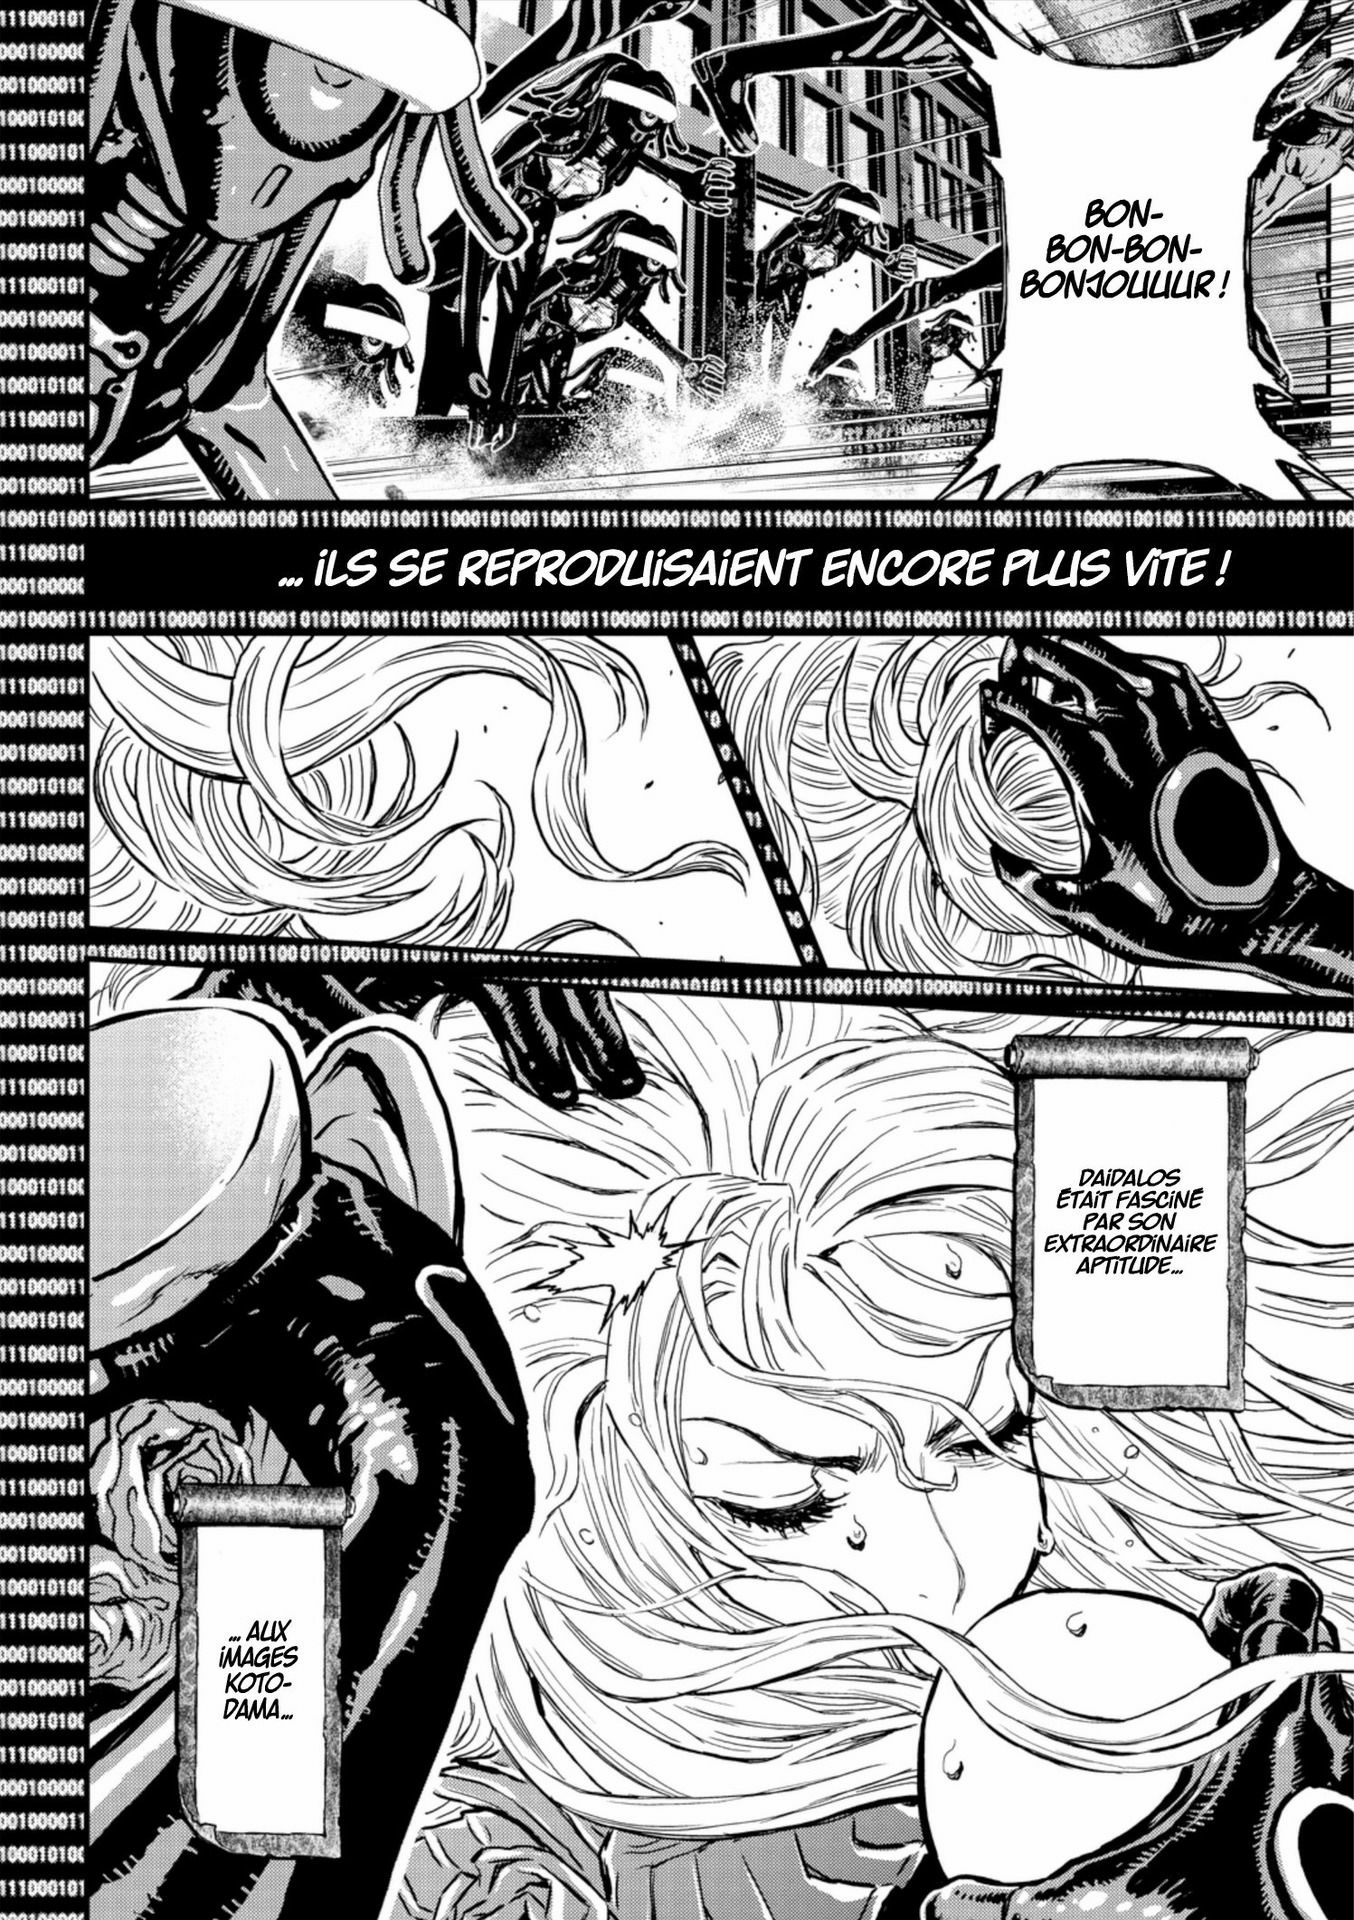 BON-
BON-BON-
BONJOUUUR !
... ILS SE REPRODUISAIENT ENCORE PLUS VITE !
DAIDALOS
ÉTAIT FASCINÉ
PAR SON
EXTRAORDINAIRE
APTITUDE...
... AUX
IMAGES
KOTO-
DAMA...